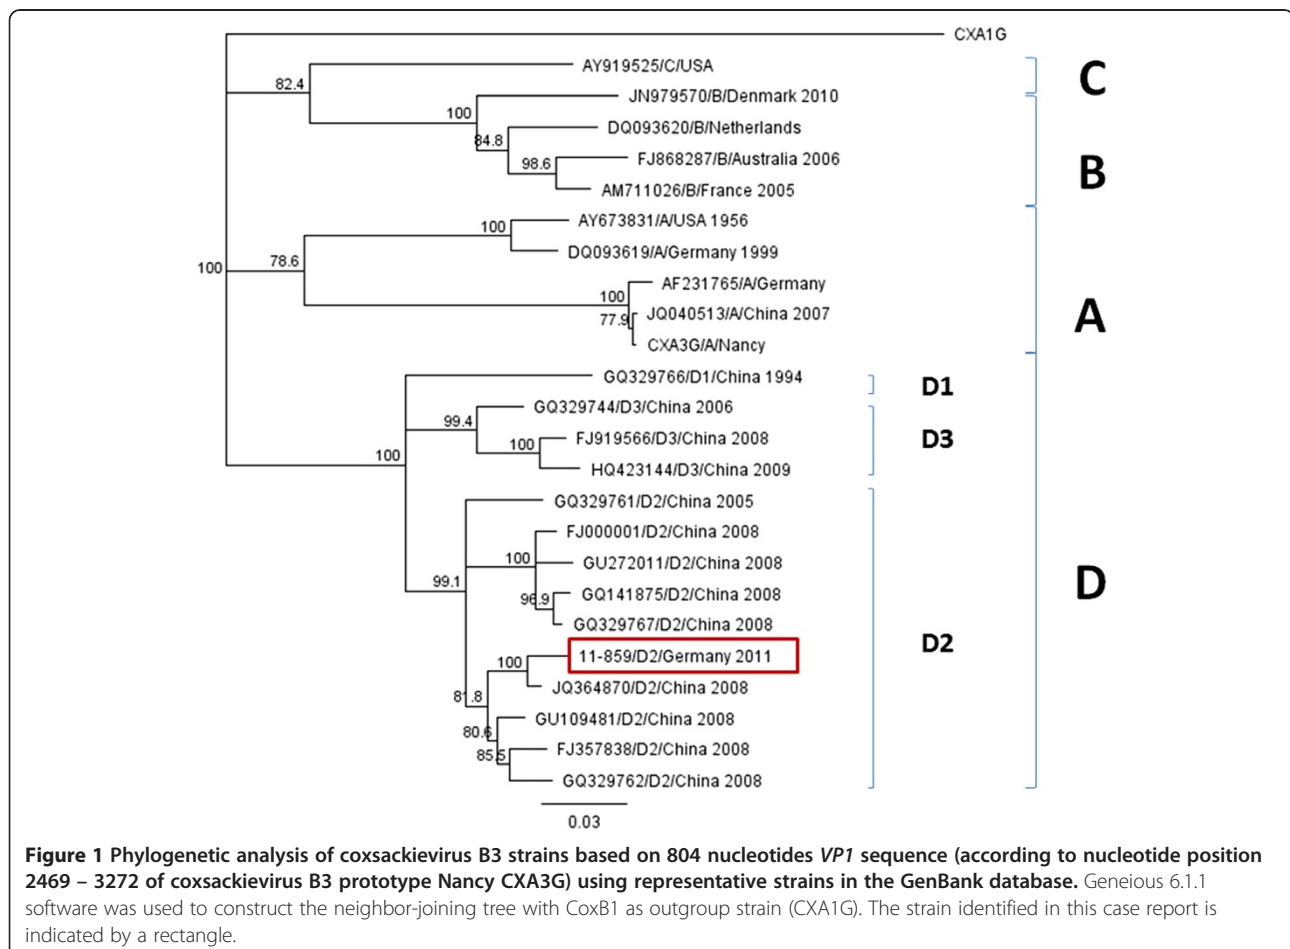 CXA1G
AY919525/C/USA
C
82.4
JN979570/B/Denmark 2010
100
DQ093620/B/Netherlands
84.8
FJ868287/B/Australia 2006
98.6
B
AM711026/B/France 2005
AY673831/A/USA 1956
100
DQ093619/A/Germany 1999
78.6
100
AF231765/A/Germany
100
JQ040513/A/China 2007
77.9
A
CXA3G/A/Nancy
GQ329766/D1/China 1994
D1
GQ329744/D3/China 2006
99.4
FJ919566/D3/China 2008
D3
100
HQ423144/D3/China 2009
100
GQ329761/D2/China 2005
FJ000001/D2/China 2008
100
GU272011/D2/China 2008
99.1
D
GQ141875/D2/China 2008
96.9
GQ329767/D2/China 2008
D2
11-859/D2/Germany 2011
100
JQ364870/D2/China 2008
81.8
GU109481/D2/China 2008
80.6
FJ357838/D2/China 2008
85.5
GQ329762/D2/China 2008
0.03
Figure 1 Phylogenetic analysis of coxsackievirus B3 strains based on 804 nucleotides VP1 sequence (according to nucleotide position
2469 – 3272 of coxsackievirus B3 prototype Nancy CXA3G) using representative strains in the GenBank database. Geneious 6.1.1
software was used to construct the neighbor-joining tree with CoxB1 as outgroup strain (CXA1G). The strain identified in this case report is
indicated by a rectangle.